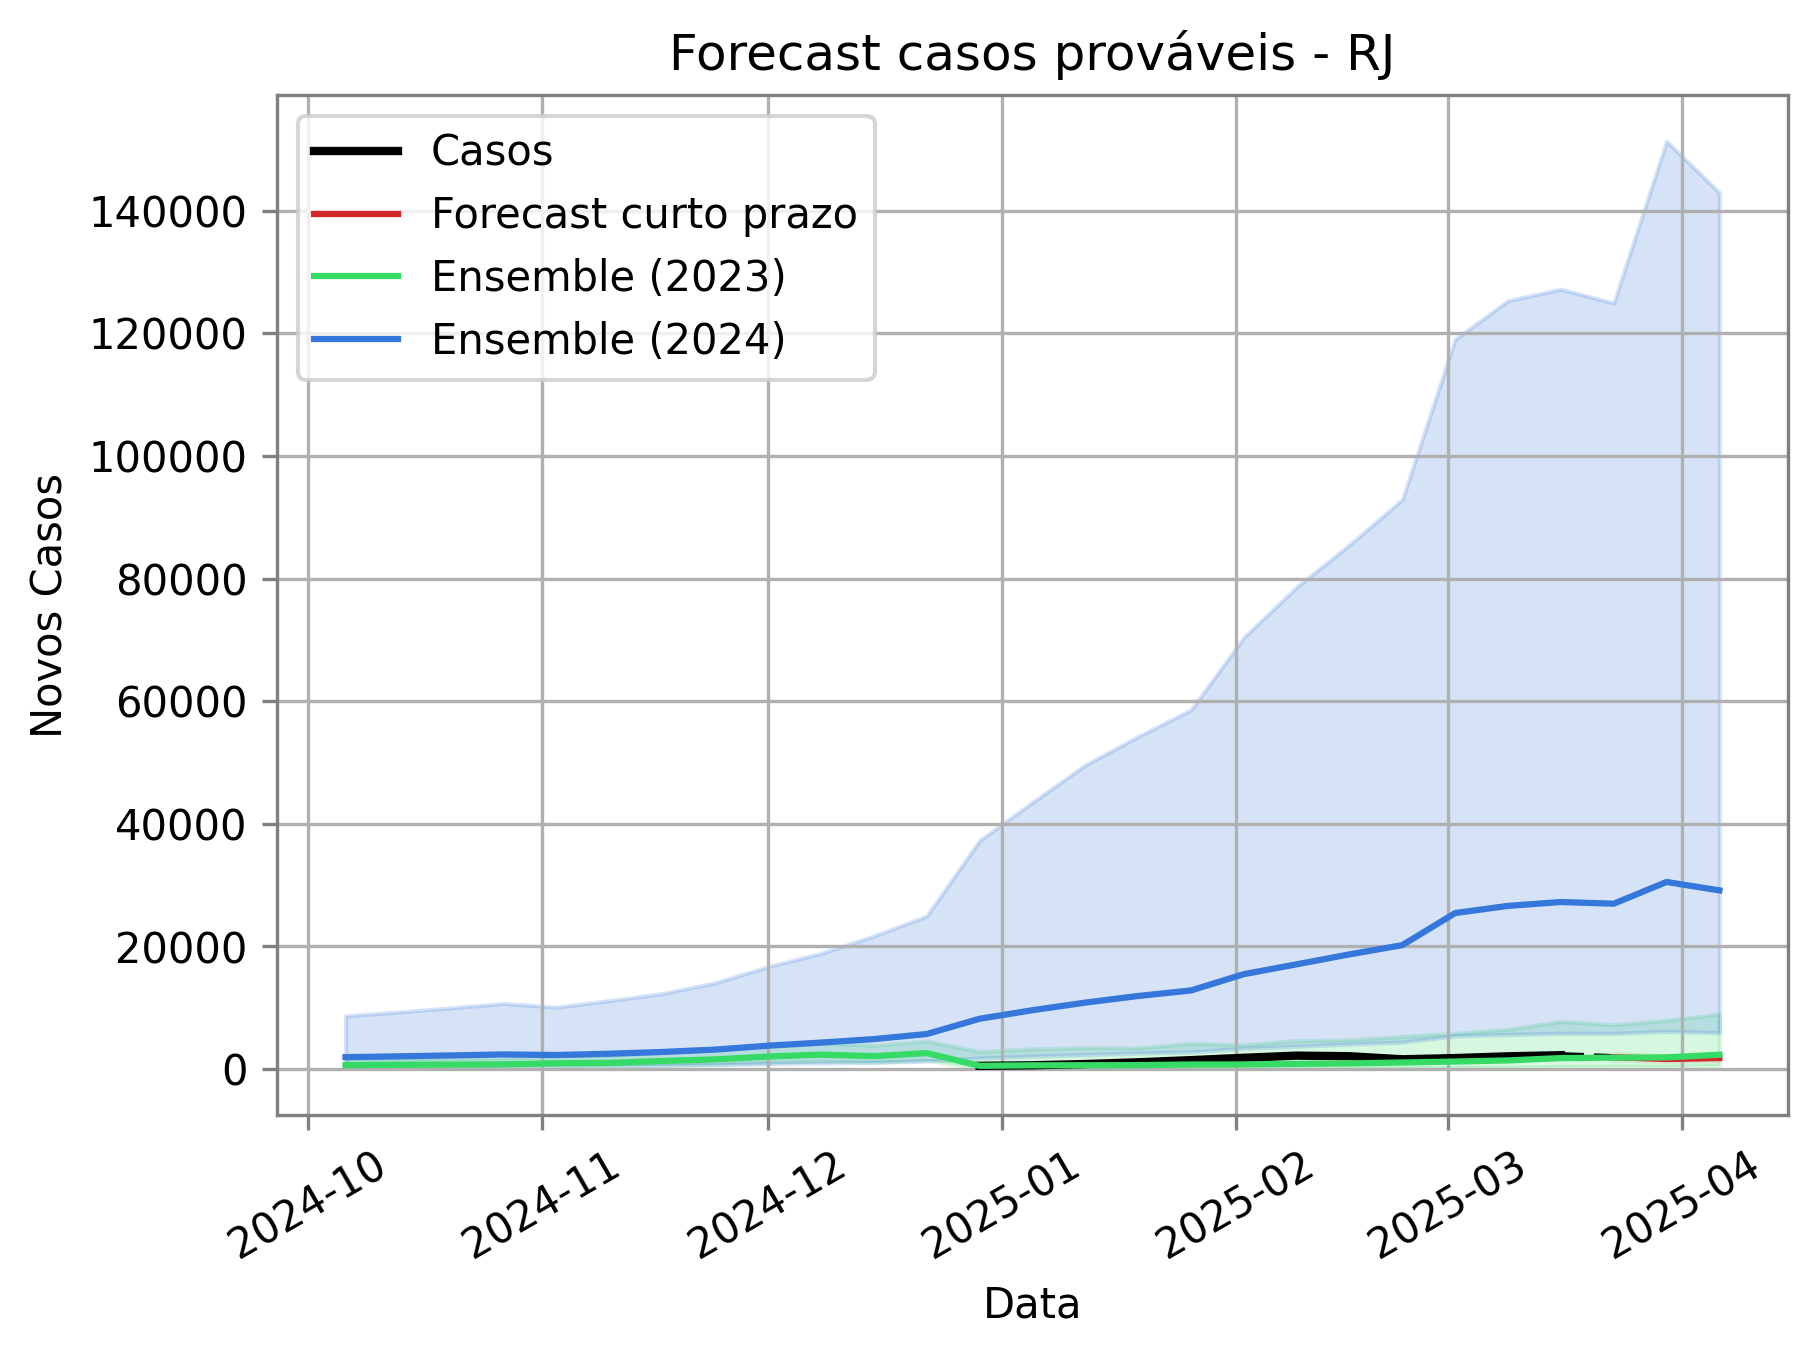 Forecast casos prováveis - RJ
Casos
Forecast curto prazo
Ensemble (2023)
Ensemble (2024)
140000
120000
100000
80000
60000
40000
20000
0
Novos Casos
2024-10
2024-11
2024-12
2025-01
2025-02
2025-03
2025-04
Data